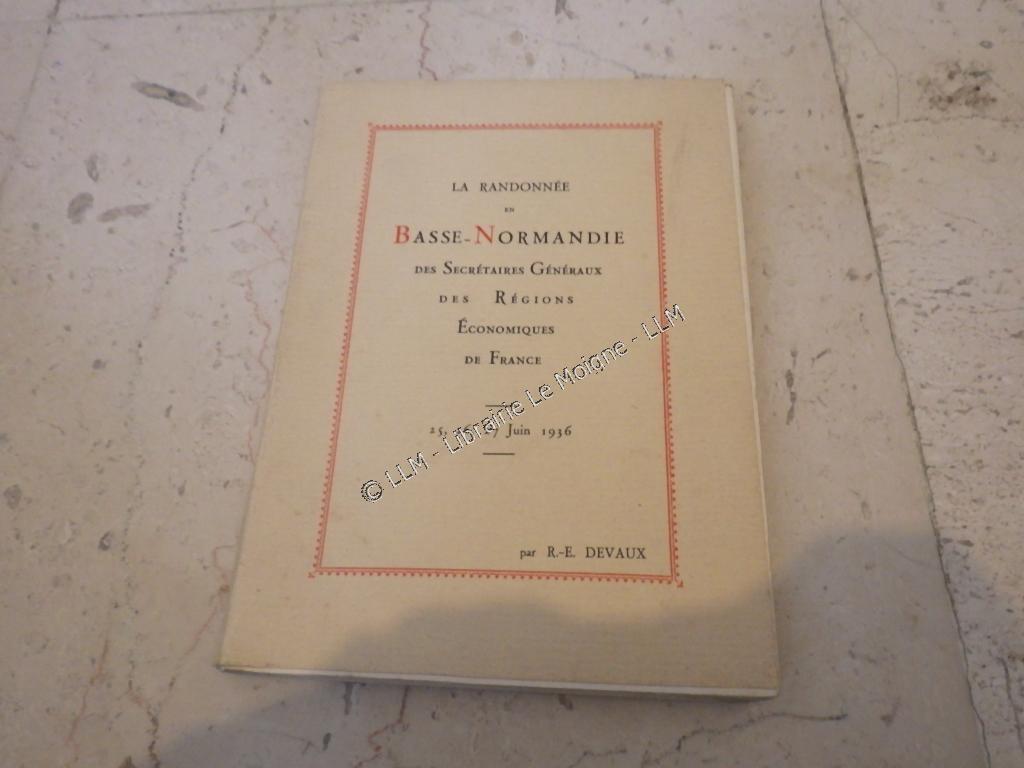 LA RANDONNÉE
EN
BASSE-NORMANDIE
DES SECRÉTAIRES GÉNÉRAUX
DES RÉGIONS
ÉCONOMIQUES
DE FRANCE
25, 27 Juin 1936
par R.-E. DEVAUX
© LLM - Librairie Le Moigne - LLM